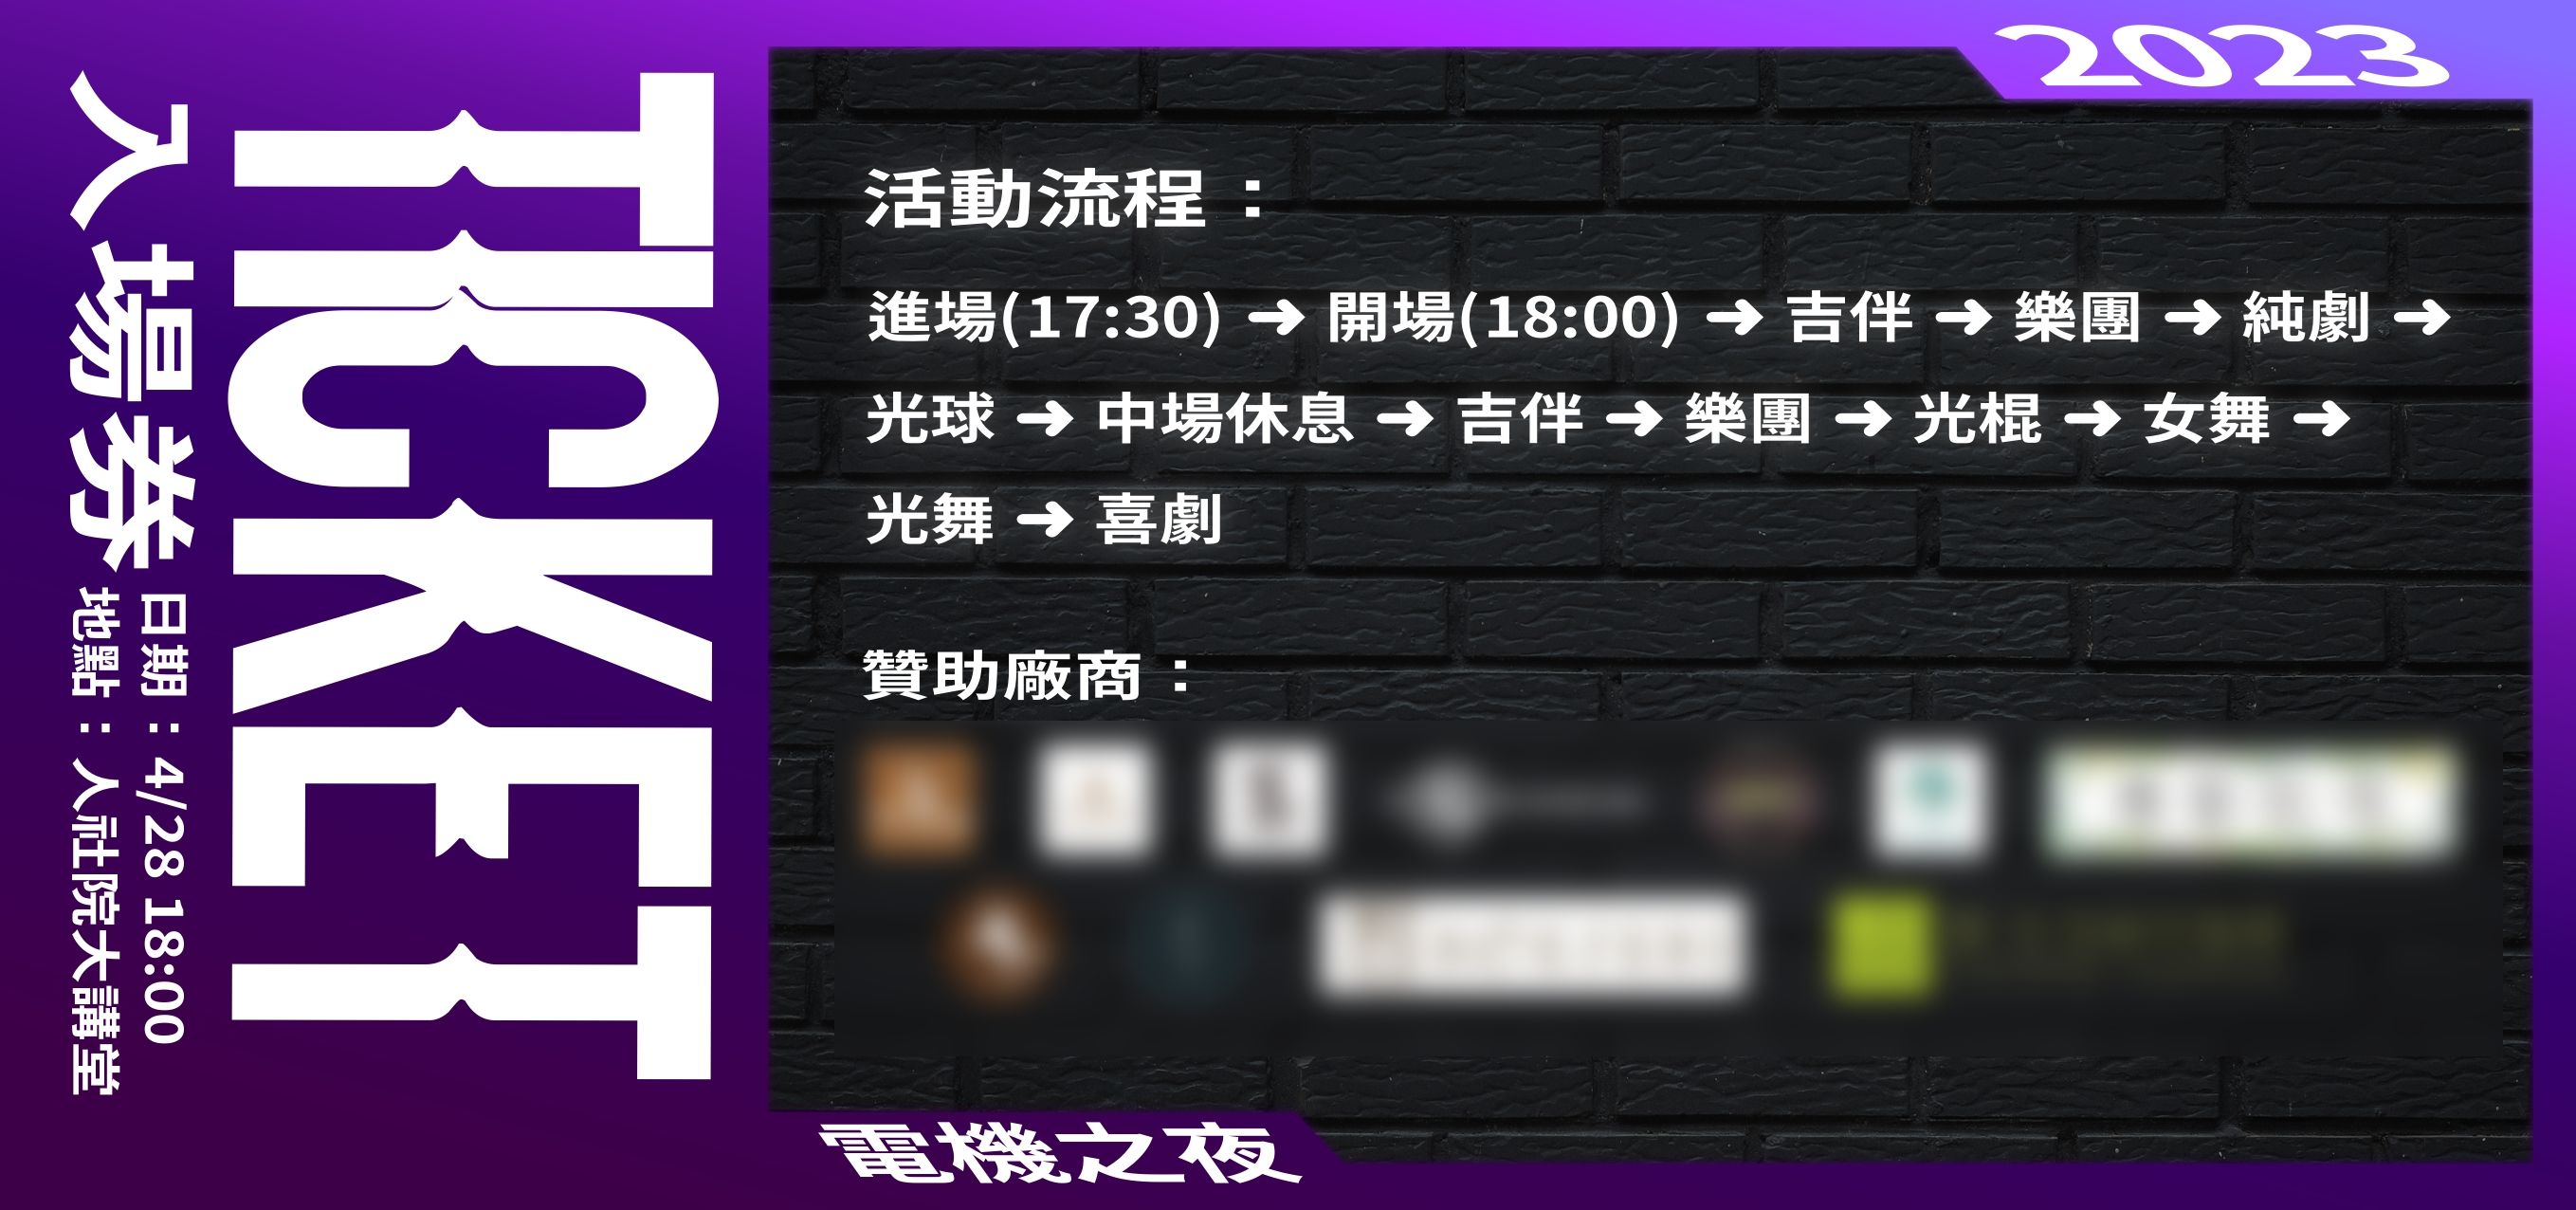 入場券
日期：4/28 18:00
地點：人社院大講堂
TICKET
2023
活動流程：
進場(17:30) ➜ 開場(18:00) ➜ 吉伴 ➜ 樂團 ➜ 純劇 ➜
光球 ➜ 中場休息 ➜ 吉伴 ➜ 樂團 ➜ 光棍 ➜ 女舞 ➜
光舞 ➜ 喜劇
贊助廠商：
電機之夜